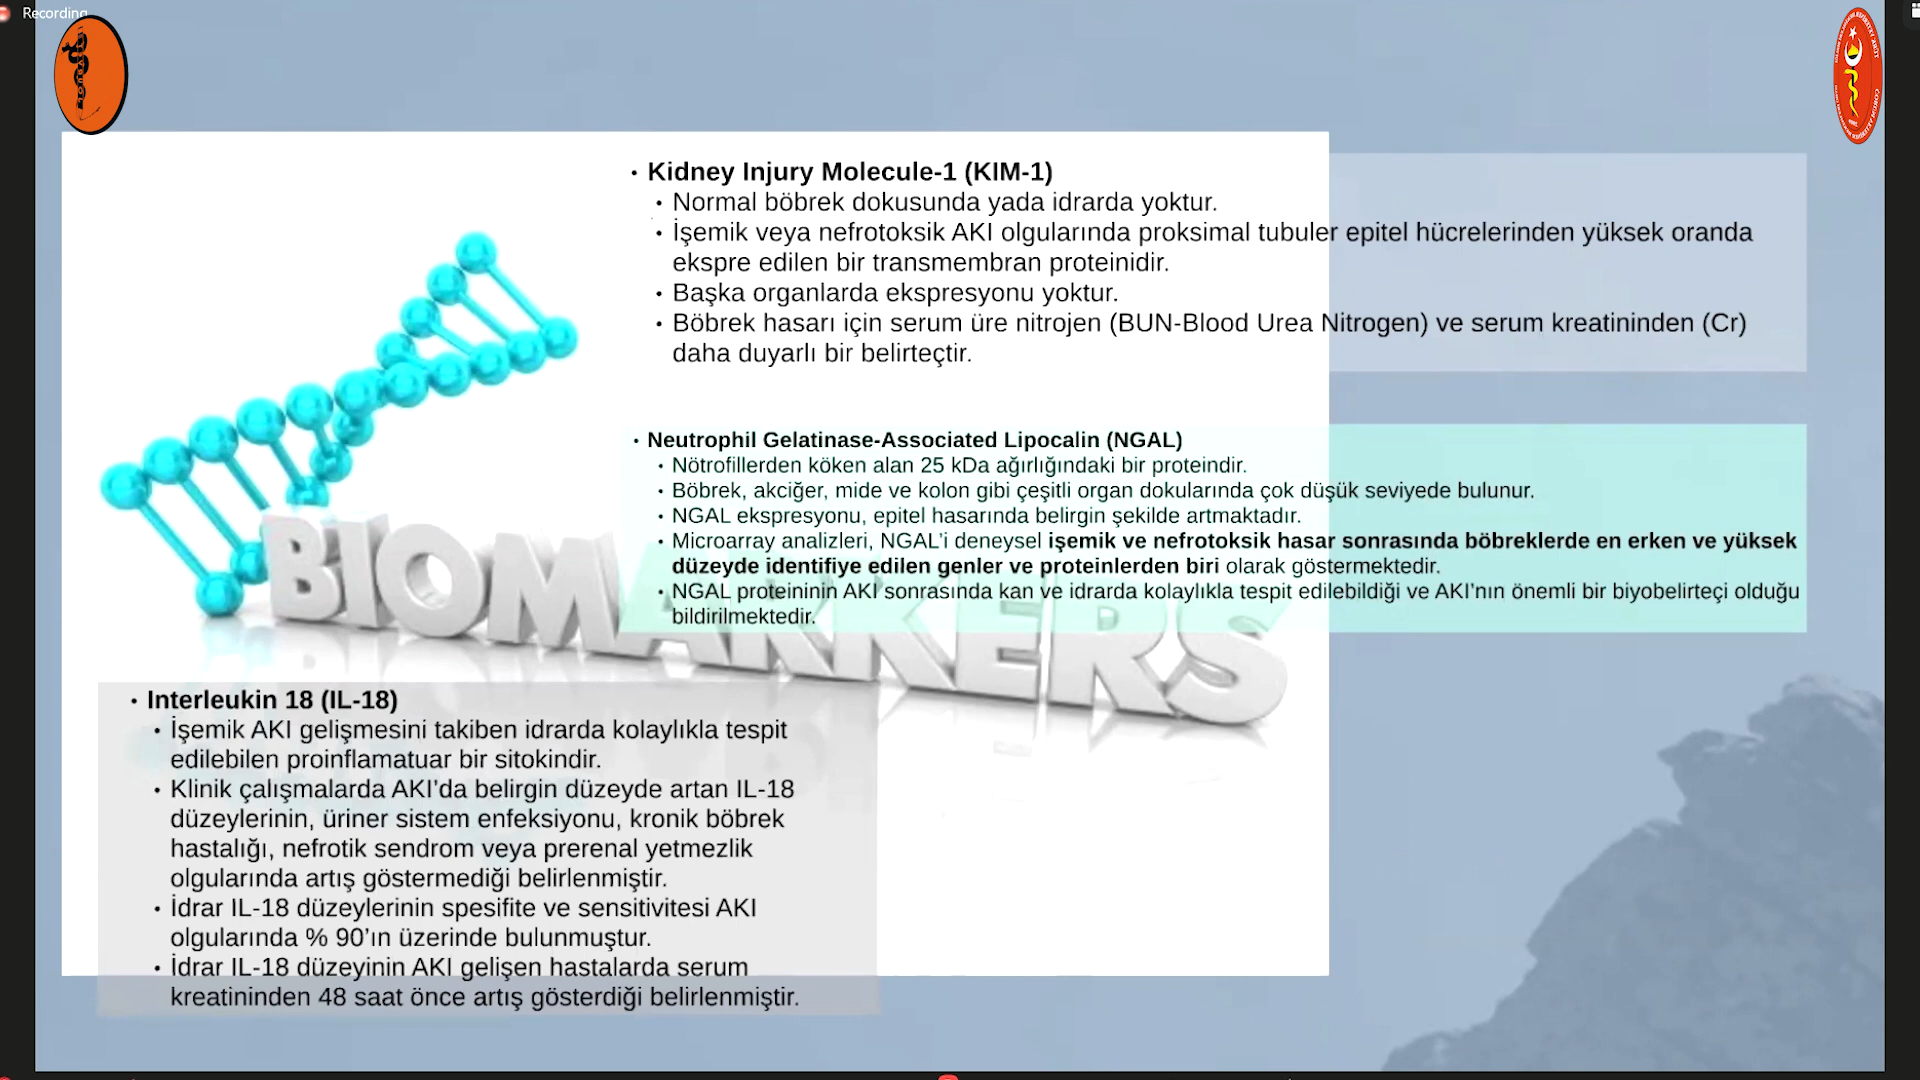 Recording
• Kidney Injury Molecule-1 (KIM-1)
• Normal böbrek dokusunda yada idrarda yoktur.
• İşemik veya nefrotoksik AKI olgularında proksimal tubuler epitel hücrelerinden yüksek oranda
ekspre edilen bir transmembran proteinidir.
• Başka organlarda ekspresyonu yoktur.
• Böbrek hasarı için serum üre nitrojen (BUN-Blood Urea Nitrogen) ve serum kreatininden (Cr)
daha duyarlı bir belirteçtir.
• Neutrophil Gelatinase-Associated Lipocalin (NGAL)
• Nötrofillerden köken alan 25 kDa ağırlığındaki bir proteindir.
• Böbrek, akciğer, mide ve kolon gibi çeşitli organ dokularında çok düşük seviyede bulunur.
• NGAL ekspresyonu, epitel hasarında belirgin şekilde artmaktadır.
• Microarray analizleri, NGAL’i deneysel işemik ve nefrotoksik hasar sonrasında böbreklerde en erken ve yüksek
düzeyde identifiye edilen genler ve proteinlerden biri olarak göstermektedir.
• NGAL proteininin AKI sonrasında kan ve idrarda kolaylıkla tespit edilebildiği ve AKI’nın önemli bir biyobelirteçi olduğu
bildirilmektedir.
BIOMARKERS
• Interleukin 18 (IL-18)
• İşemik AKI gelişmesini takiben idrarda kolaylıkla tespit
edilebilen proinflamatuar bir sitokindir.
• Klinik çalışmalarda AKI’da belirgin düzeyde artan IL-18
düzeylerinin, üriner sistem enfeksiyonu, kronik böbrek
hastalığı, nefrotik sendrom veya prerenal yetmezlik
olgularında artış göstermediği belirlenmiştir.
• İdrar IL-18 düzeylerinin spesifite ve sensitivitesi AKI
olgularında % 90’ın üzerinde bulunmuştur.
• İdrar IL-18 düzeyinin AKI gelişen hastalarda serum
kreatininden 48 saat önce artış gösterdiği belirlenmiştir.